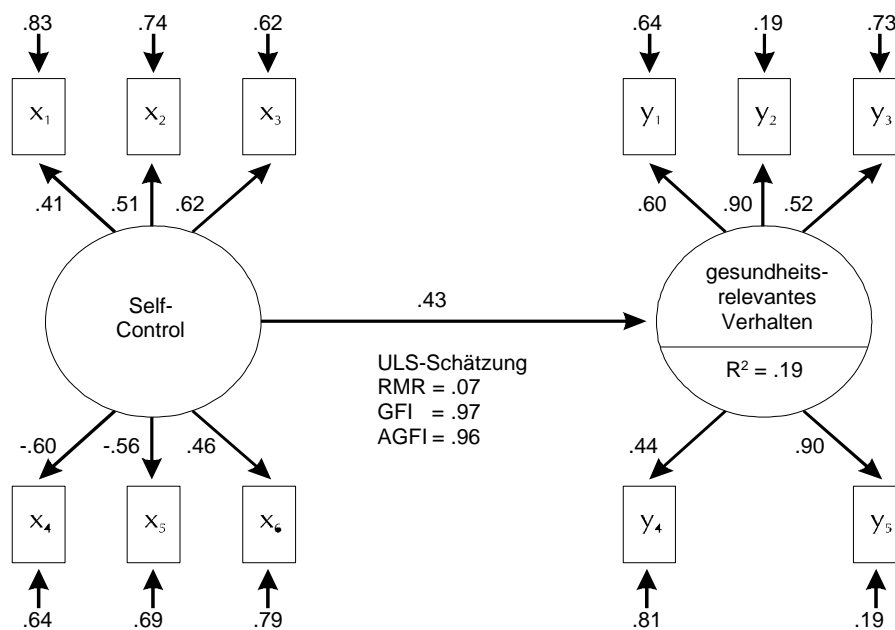 .83 .74 .62 .64 .19 .73
x₁ x₂ x₃ y₁ y₂ y₃
.41 .51 .62 .60 .90 .52
Self-
Control
.43
gesundheits-
relevantes
Verhalten
R² = .19
ULS-Schätzung
RMR = .07
GFI = .97
AGFI = .96
-.60 -.56 .46 .44 .90
x₄ x₅ x₆ y₄ y₅
.64 .69 .79 .81 .19